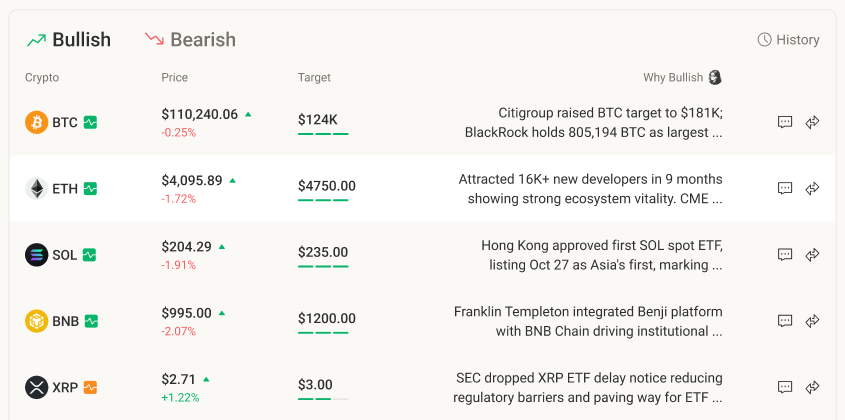 Bullish
Bearish
History
Crypto
Price
Target
Why Bullish
BTC
$110,240.06
-0.25%
$124K
Citigroup raised BTC target to $181K;
BlackRock holds 805,194 BTC as largest ...
ETH
$4,095.89
-1.72%
$4750.00
Attracted 16K+ new developers in 9 months
showing strong ecosystem vitality. CME ...
SOL
$204.29
-1.91%
$235.00
Hong Kong approved first SOL spot ETF,
listing Oct 27 as Asia's first, marking ...
BNB
$995.00
-2.07%
$1200.00
Franklin Templeton integrated Benji platform
with BNB Chain driving institutional ...
XRP
$2.71
+1.22%
$3.00
SEC dropped XRP ETF delay notice reducing
regulatory barriers and paving way for ETF ...